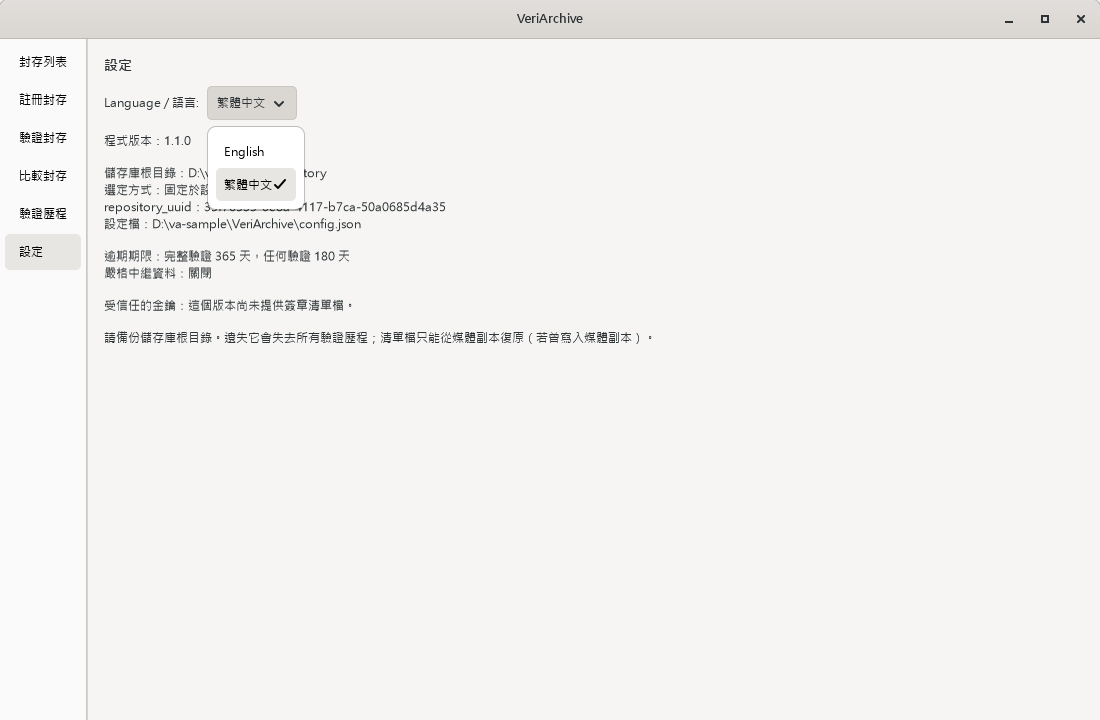 VeriArchive
封存列表
註冊封存
驗證封存
比較封存
驗證歷程
設定
設定
Language / 語言:
繁體中文
English
繁體中文
程式版本：1.1.0
儲存庫根目錄：D:\
選定方式：固定於
repository_uuid：
4117-b7ca-50a0685d4a35
設定檔：D:\va-sample\VeriArchive\config.json
逾期期限：完整驗證 365 天，任何驗證 180 天
嚴格中繼資料：關閉
受信任的金鑰：這個版本尚未提供簽章清單檔。
請備份儲存庫根目錄。遺失它會失去所有驗證歷程；清單檔只能從媒體副本復原（若曾寫入媒體副本）。